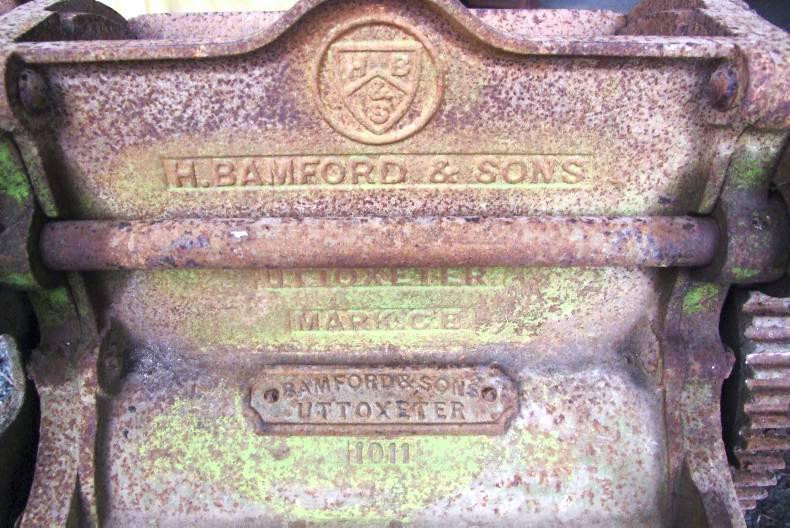 H B
& S
H. BAMFORD & SONS
UTTOXETER
MARK
BAMFORD & SONS
UTTOXETER
1011